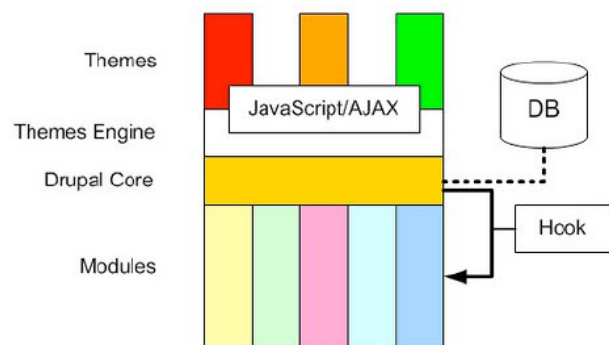 Themes
JavaScript/AJAX
DB
Themes Engine
Drupal Core
Hook
Modules